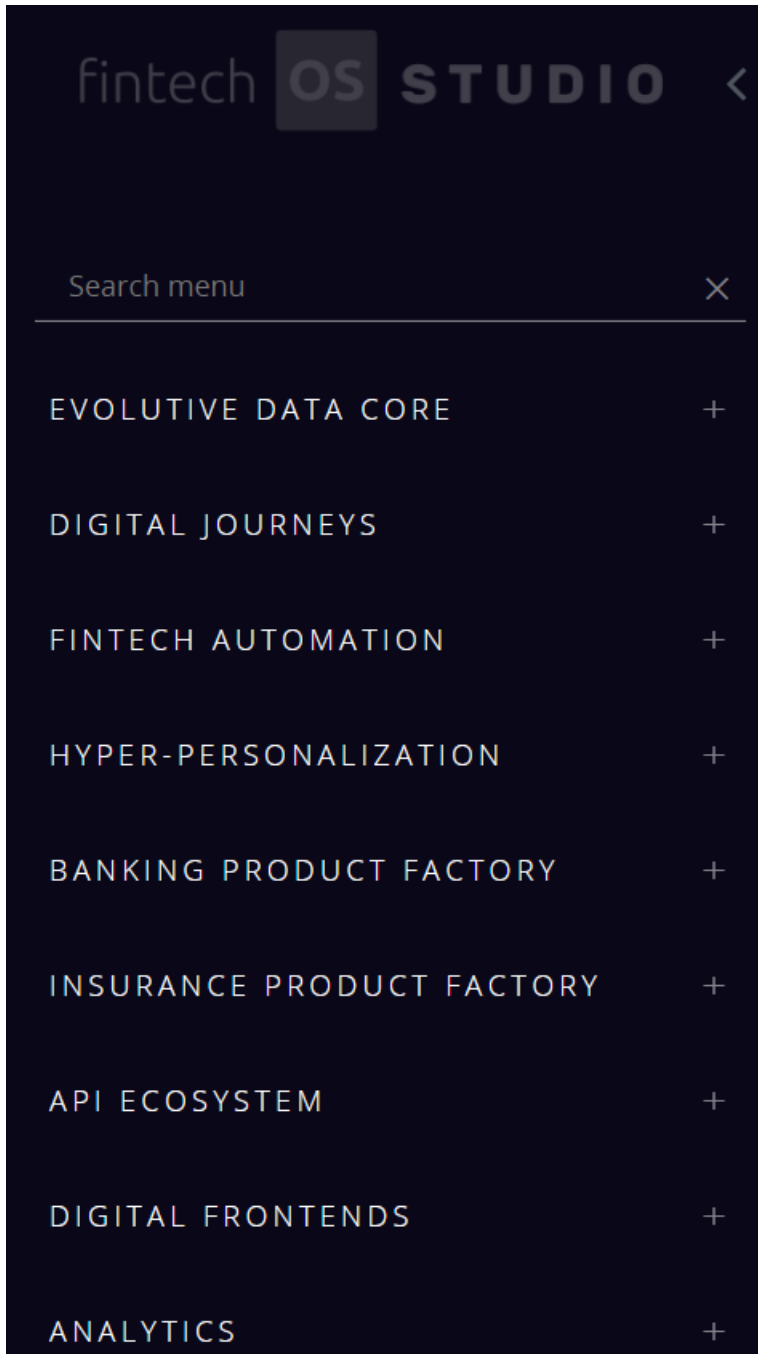 fintech OS STUDIO
Search menu
EVOLUTIVE DATA CORE
DIGITAL JOURNEYS
FINTECH AUTOMATION
HYPER-PERSONALIZATION
BANKING PRODUCT FACTORY
INSURANCE PRODUCT FACTORY
API ECOSYSTEM
DIGITAL FRONTENDS
ANALYTICS